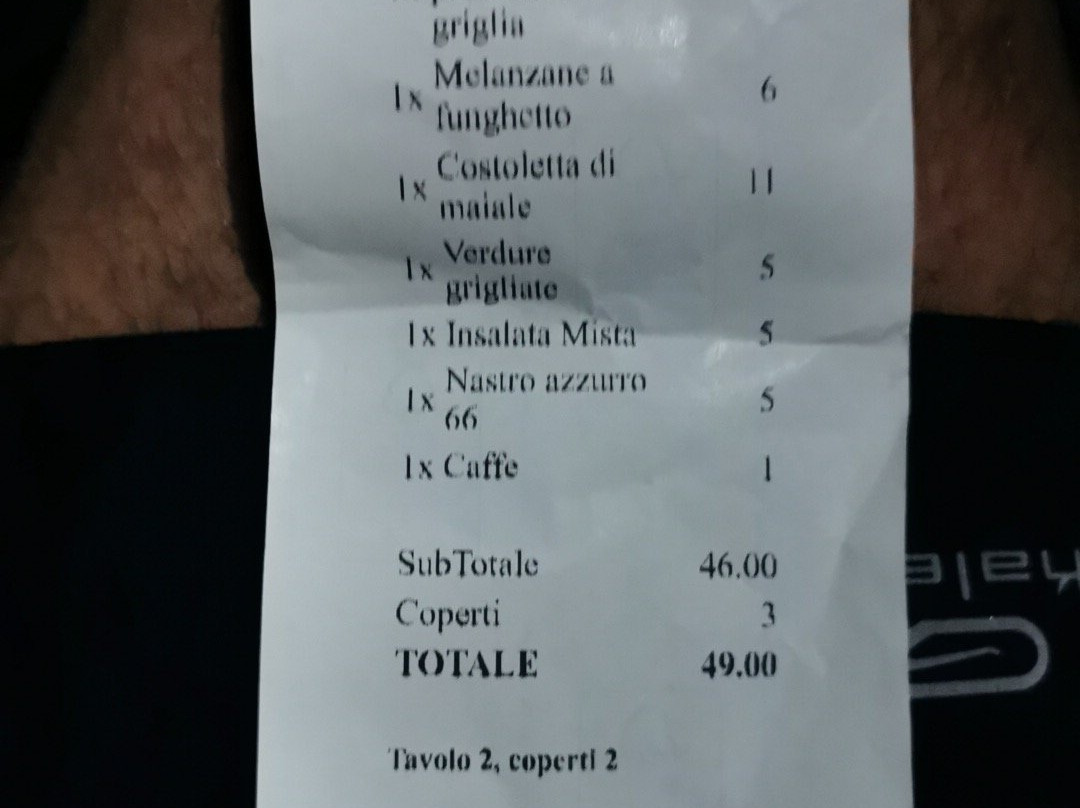 griglia
1x Melanzane a funghetto 6
1x Costoletta di maiale 11
1x Verdure grigliate 5
1x Insalata Mista 5
1x Nastro azzurro 66 5
1x Caffe 1
SubTotale 46.00
Coperti 3
TOTALE 49.00
Tavolo 2, coperti 2